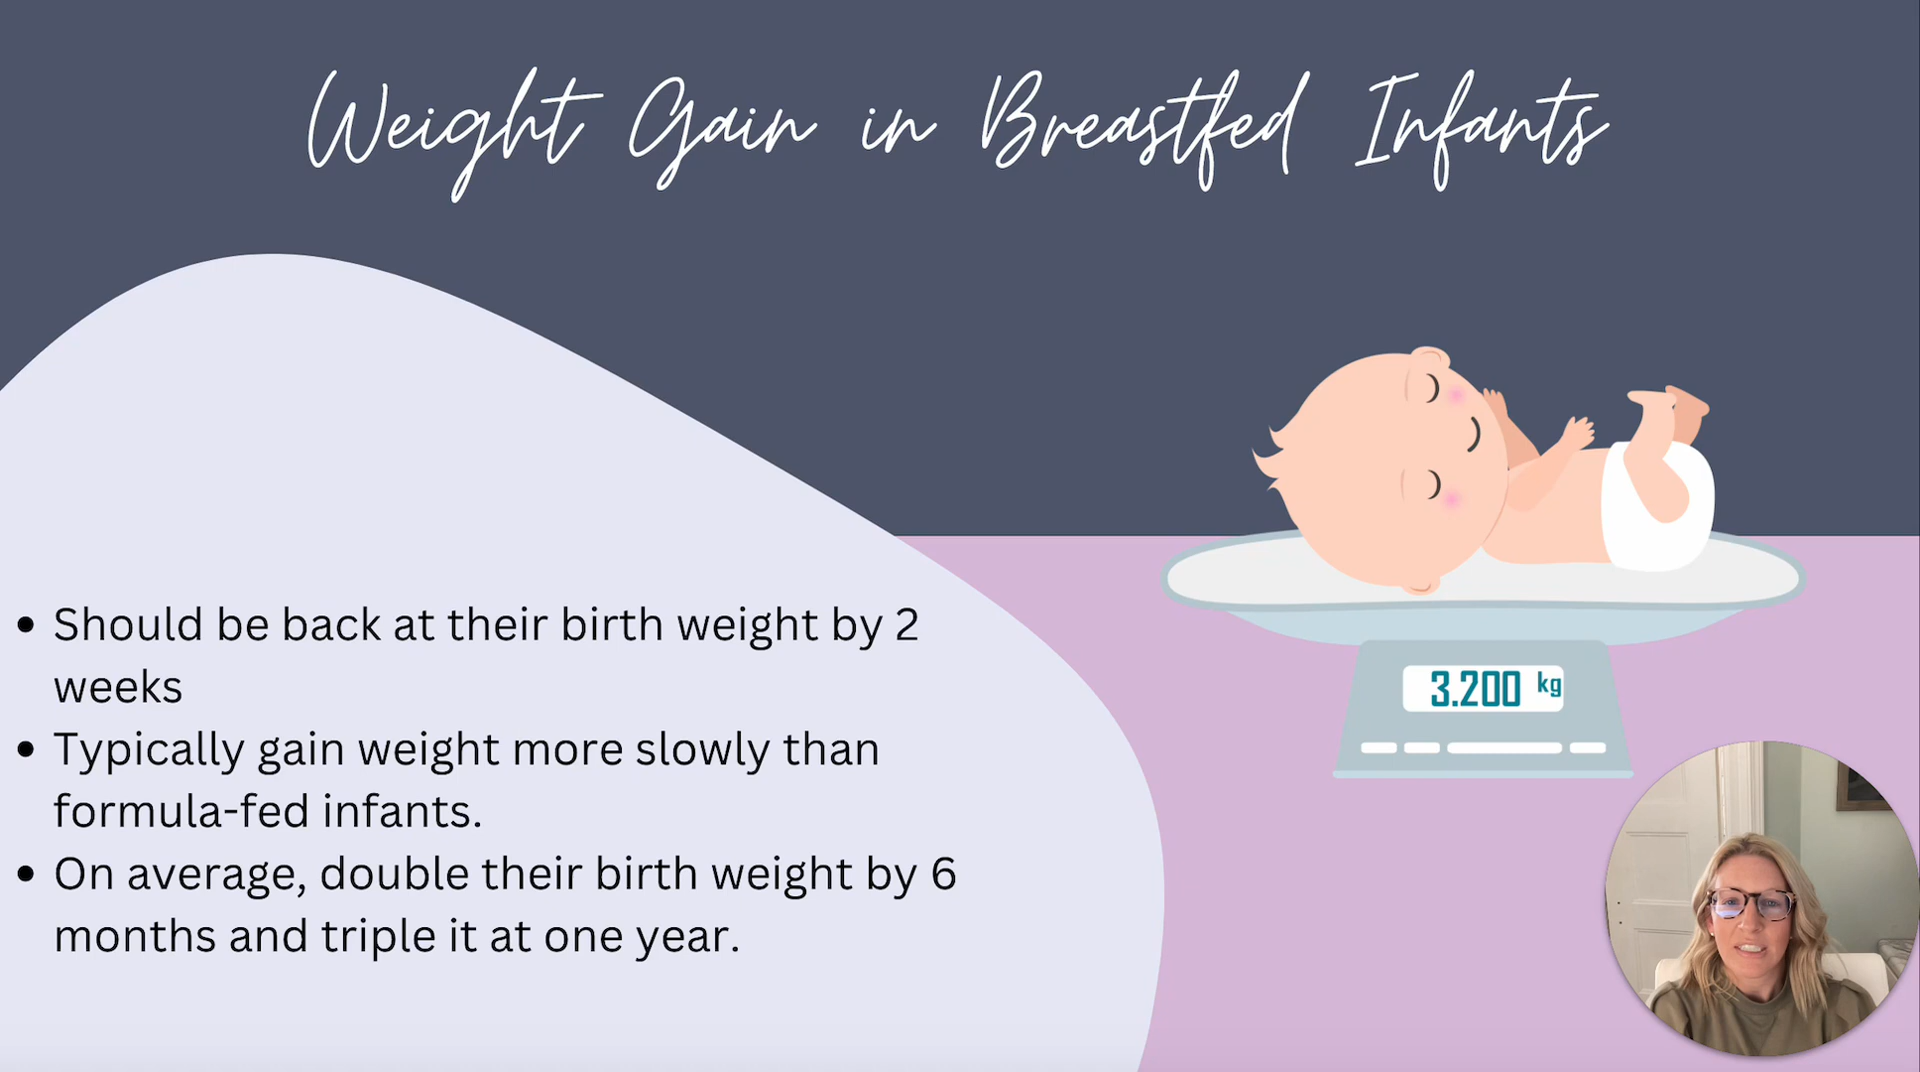 Weight Gain in Breastfed Infants
• Should be back at their birth weight by 2
weeks
• Typically gain weight more slowly than
formula-fed infants.
• On average, double their birth weight by 6
months and triple it at one year.
3.200 kg